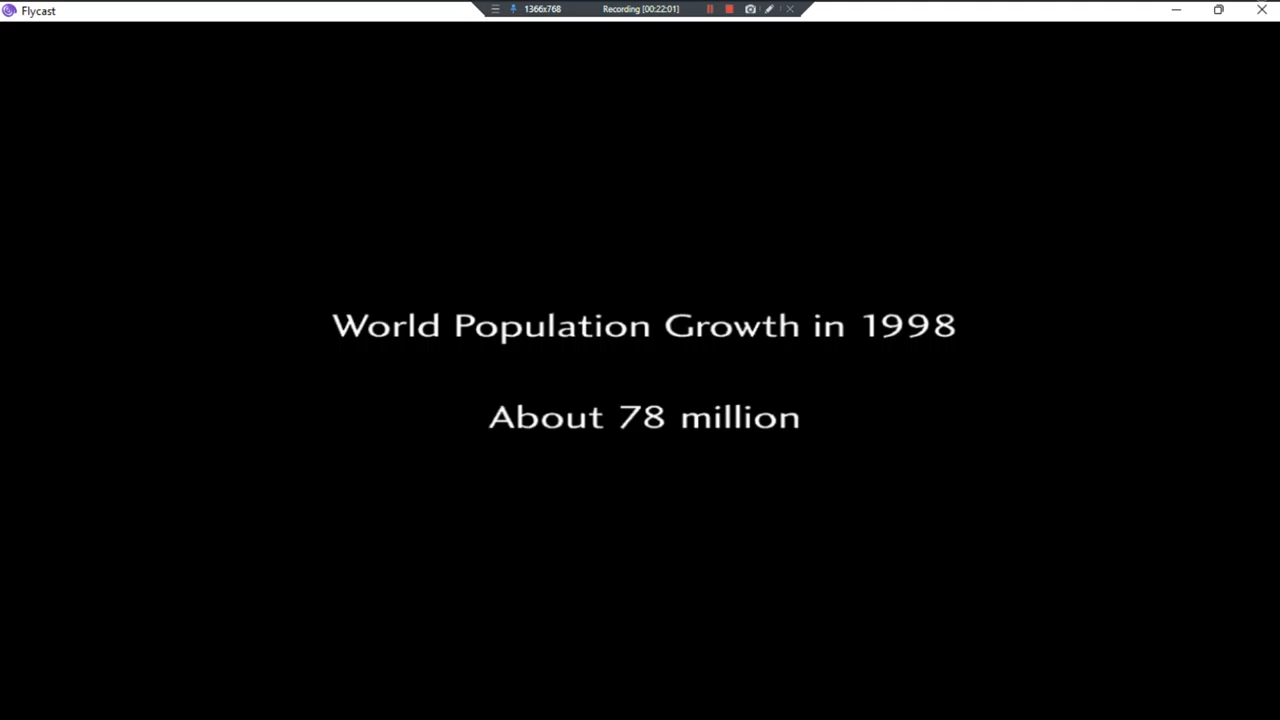 Flycast
1366x768
Recording [00:22:01]
World Population Growth in 1998
About 78 million